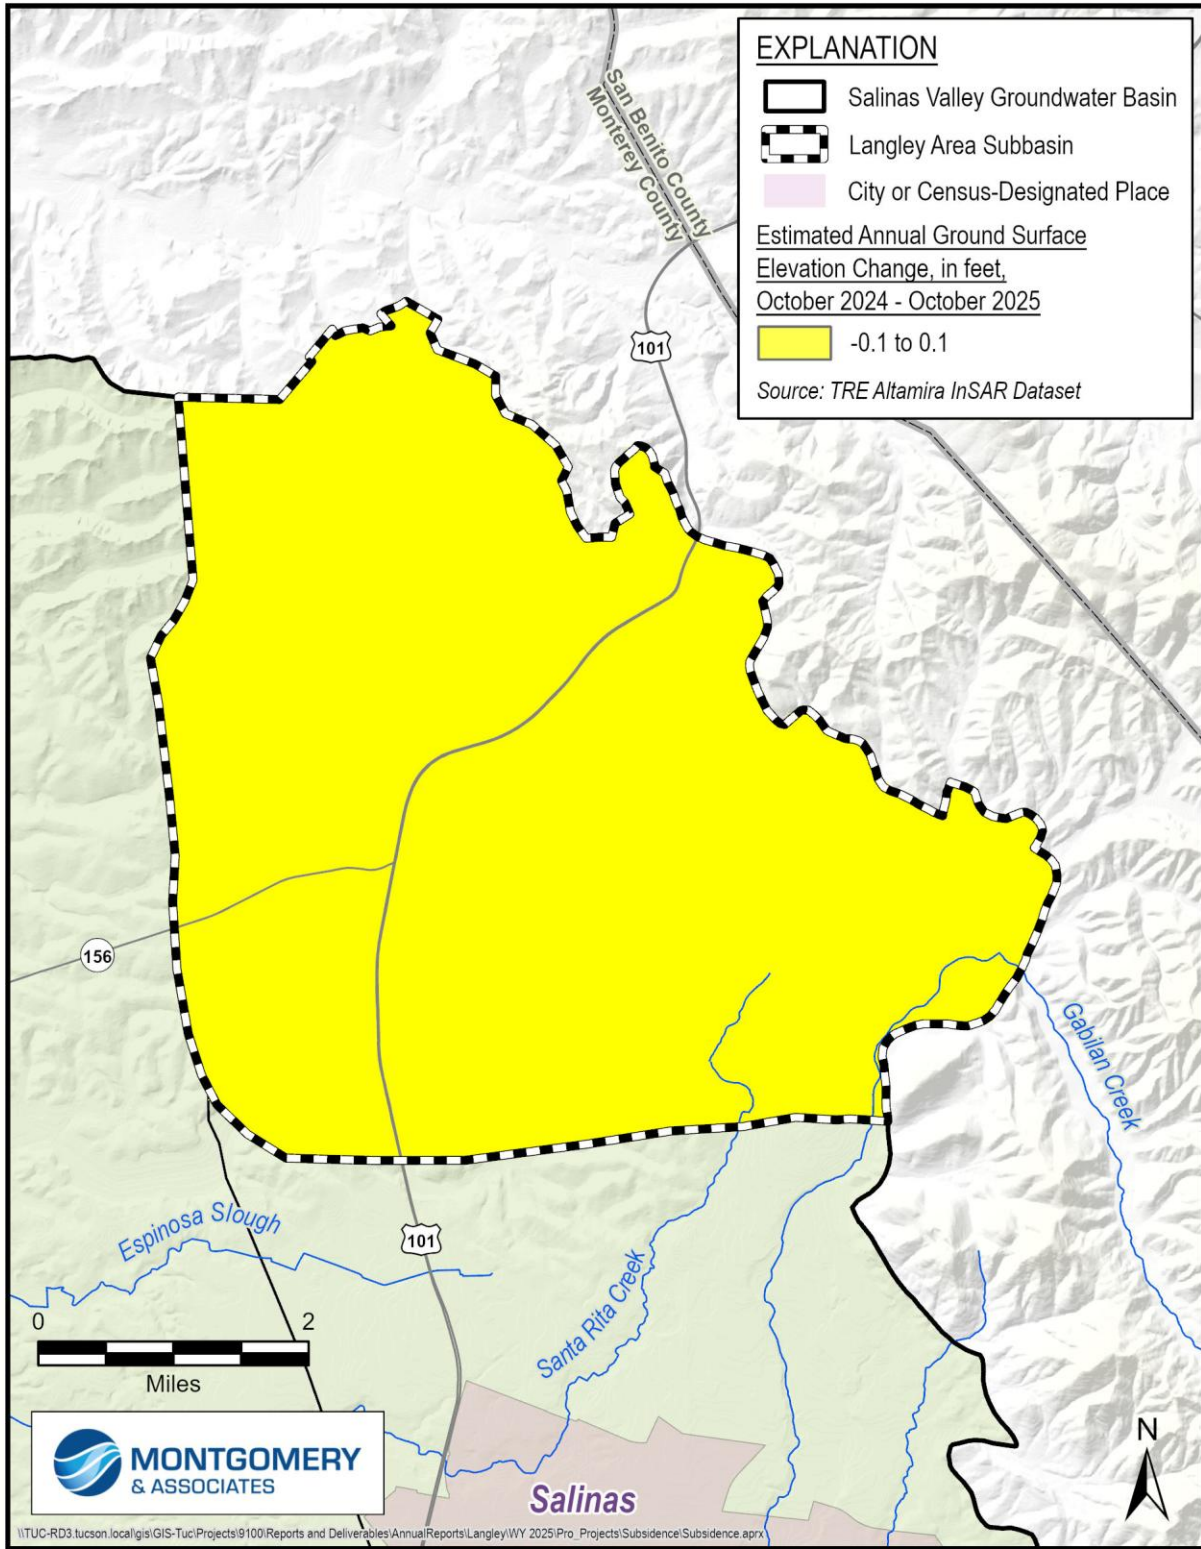 EXPLANATION
Salinas Valley Groundwater Basin
Langley Area Subbasin
City or Census-Designated Place
Estimated Annual Ground Surface
Elevation Change, in feet,
October 2024 - October 2025
-0.1 to 0.1
Source: TRE Altamira InSAR Dataset
San Benito County
Monterey County
101
156
Gabilan Creek
Espinosa Slough
101
Santa Rita Creek
0 2
Miles
MONTGOMERY
& ASSOCIATES
Salinas
N
\\TUC-RD3.tucson.local\gis\GIS-Tuc\Projects\9100\Reports and Deliverables\AnnualReports\Langley\WY 2025\Pro_Projects\Subsidence\Subsidence.aprx